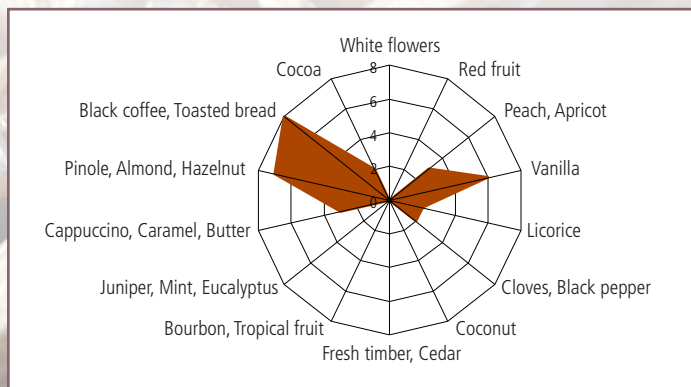 White flowers
Red fruit
Peach, Apricot
Vanilla
Licorice
Cloves, Black pepper
Coconut
Fresh timber, Cedar
Bourbon, Tropical fruit
Juniper, Mint, Eucalyptus
Cappuccino, Caramel, Butter
Pinole, Almond, Hazelnut
Black coffee, Toasted bread
Cocoa
8
6
4
2
0